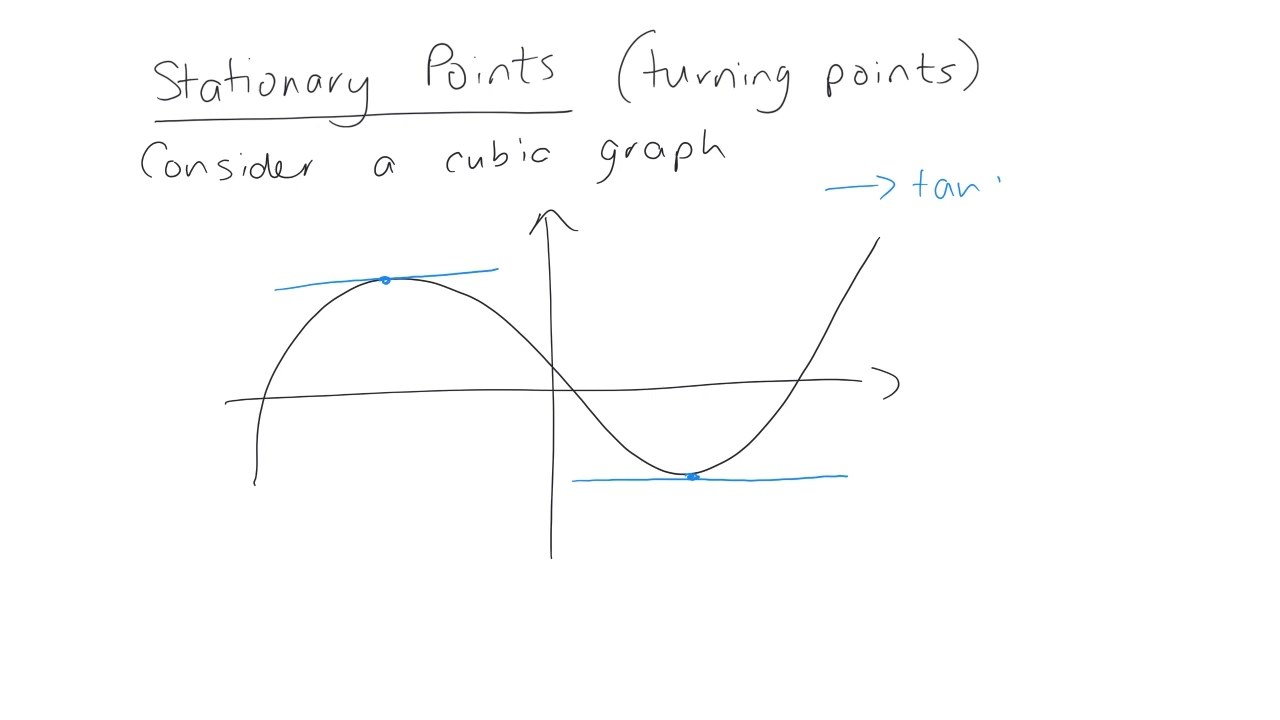 Stationary Points (turning points)
Consider a cubic graph
→ tan